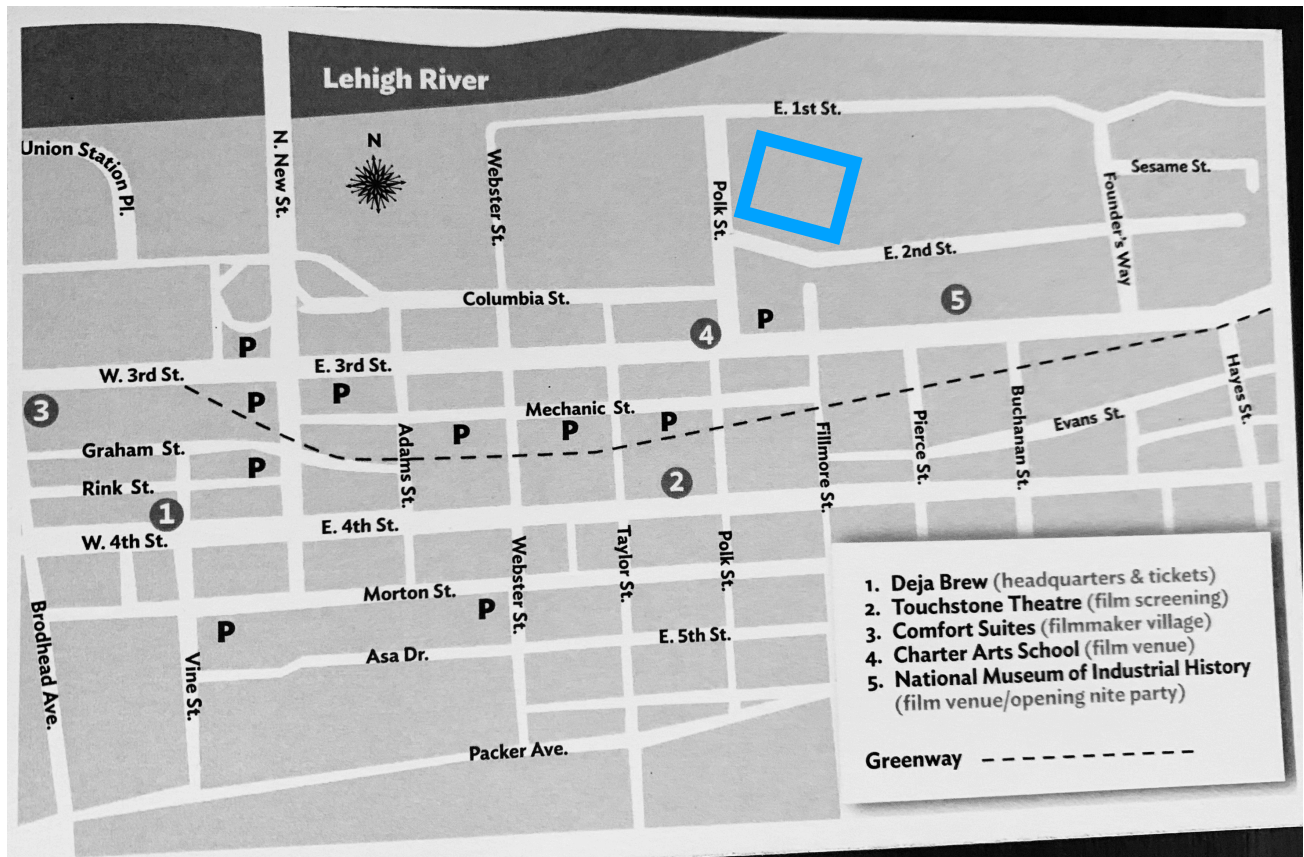 Lehigh River
E. 1st St.
N
Union Station Pl.
N. New St.
Webster St.
Polk St.
Founder's Way
Sesame St.
E. 2nd St.
Columbia St.
5
P
4
P
E. 3rd St.
W. 3rd St.
P
P
3
Mechanic St.
P
P
P
Hayes St.
Buchanan St.
Evans St.
Pierce St.
Fillmore St.
Adams St.
Graham St.
P
Rink St.
2
1
E. 4th St.
W. 4th St.
Webster St.
Taylor St.
Polk St.
Morton St.
P
P
E. 5th St.
Asa Dr.
Brodhead Ave.
Vine St.
Packer Ave.
1. Deja Brew (headquarters & tickets)
2. Touchstone Theatre (film screening)
3. Comfort Suites (filmmaker village)
4. Charter Arts School (film venue)
5. National Museum of Industrial History
(film venue/opening nite party)
Greenway